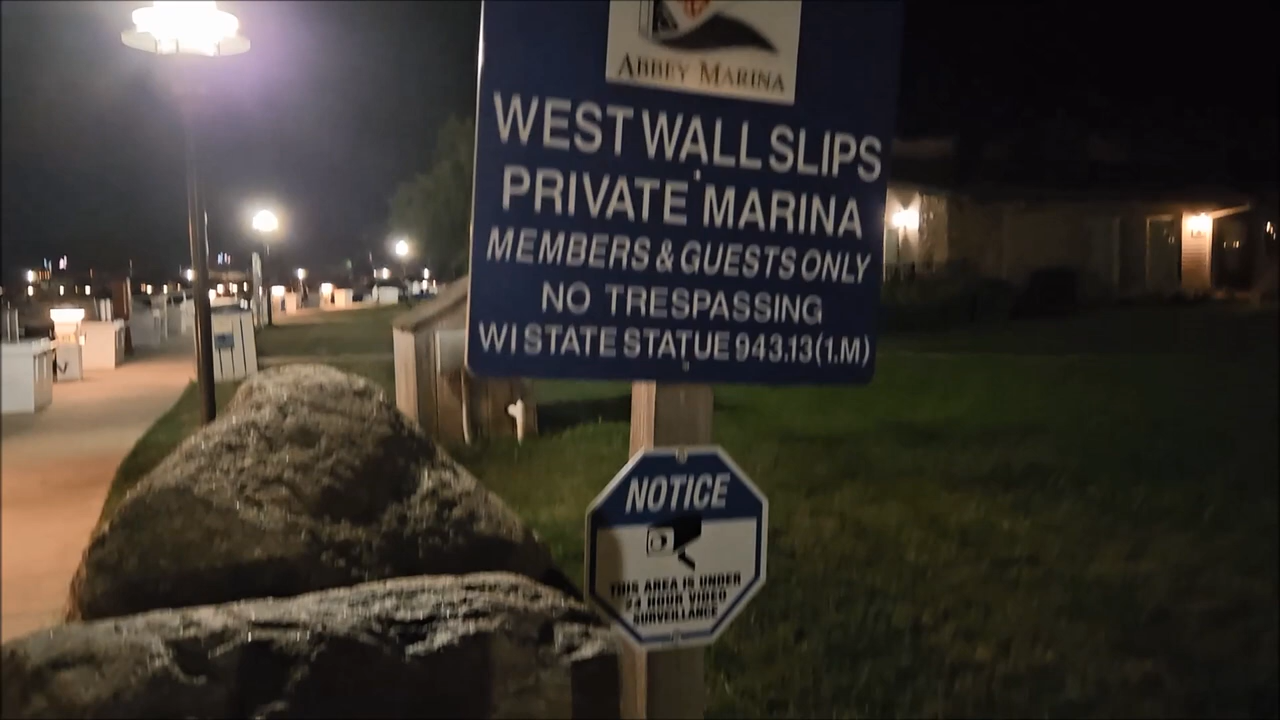 ABBEY MARINA
WEST WALL SLIPS
PRIVATE MARINA
MEMBERS & GUESTS ONLY
NO TRESPASSING
WI STATE STATUE 943.13(1.M)
NOTICE
THIS AREA IS UNDER
24 HOUR VIDEO
SURVEILLANCE